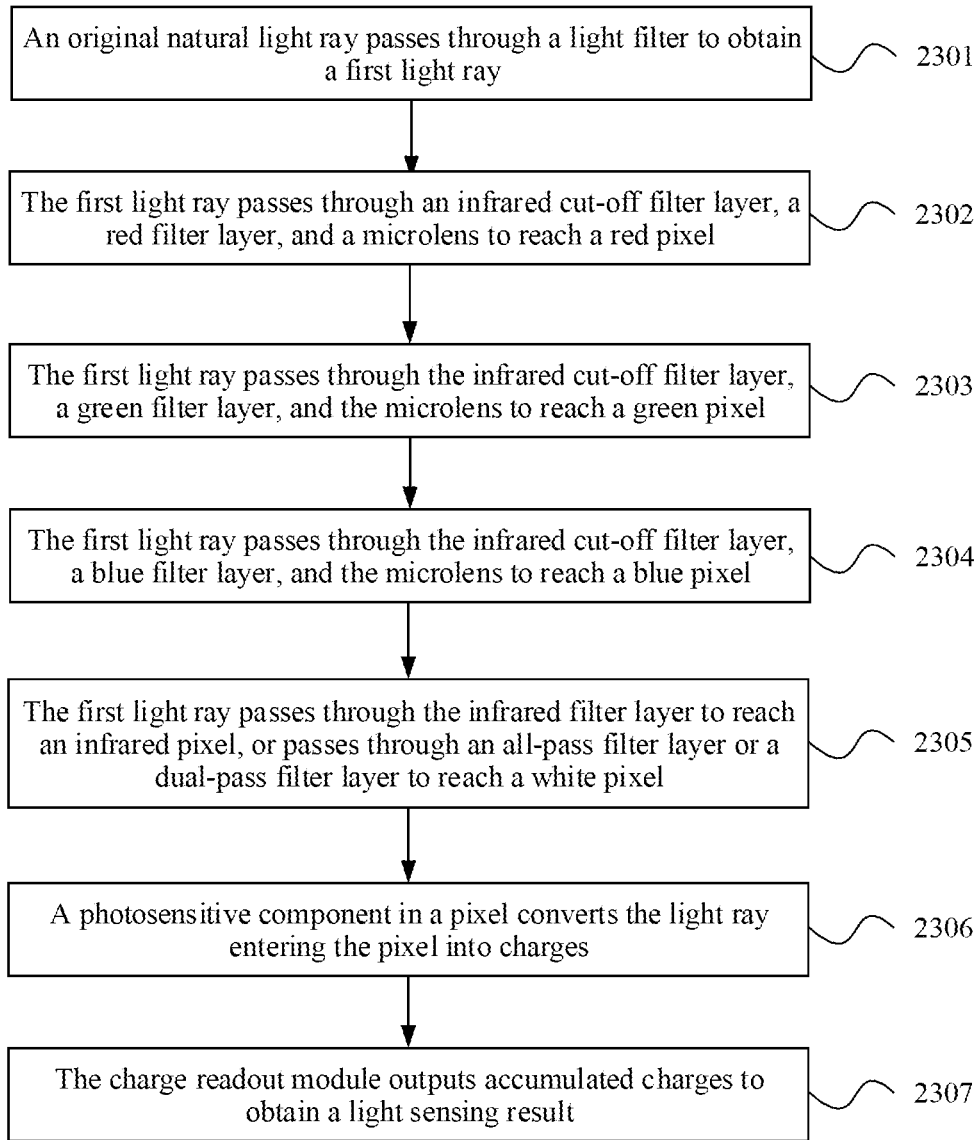 An original natural light ray passes through a light filter to obtain
a first light ray
2301
The first light ray passes through an infrared cut-off filter layer, a
red filter layer, and a microlens to reach a red pixel
2302
The first light ray passes through the infrared cut-off filter layer,
a green filter layer, and the microlens to reach a green pixel
2303
The first light ray passes through the infrared cut-off filter layer,
a blue filter layer, and the microlens to reach a blue pixel
2304
The first light ray passes through the infrared filter layer to reach
an infrared pixel, or passes through an all-pass filter layer or a
dual-pass filter layer to reach a white pixel
2305
A photosensitive component in a pixel converts the light ray
entering the pixel into charges
2306
The charge readout module outputs accumulated charges to
obtain a light sensing result
2307